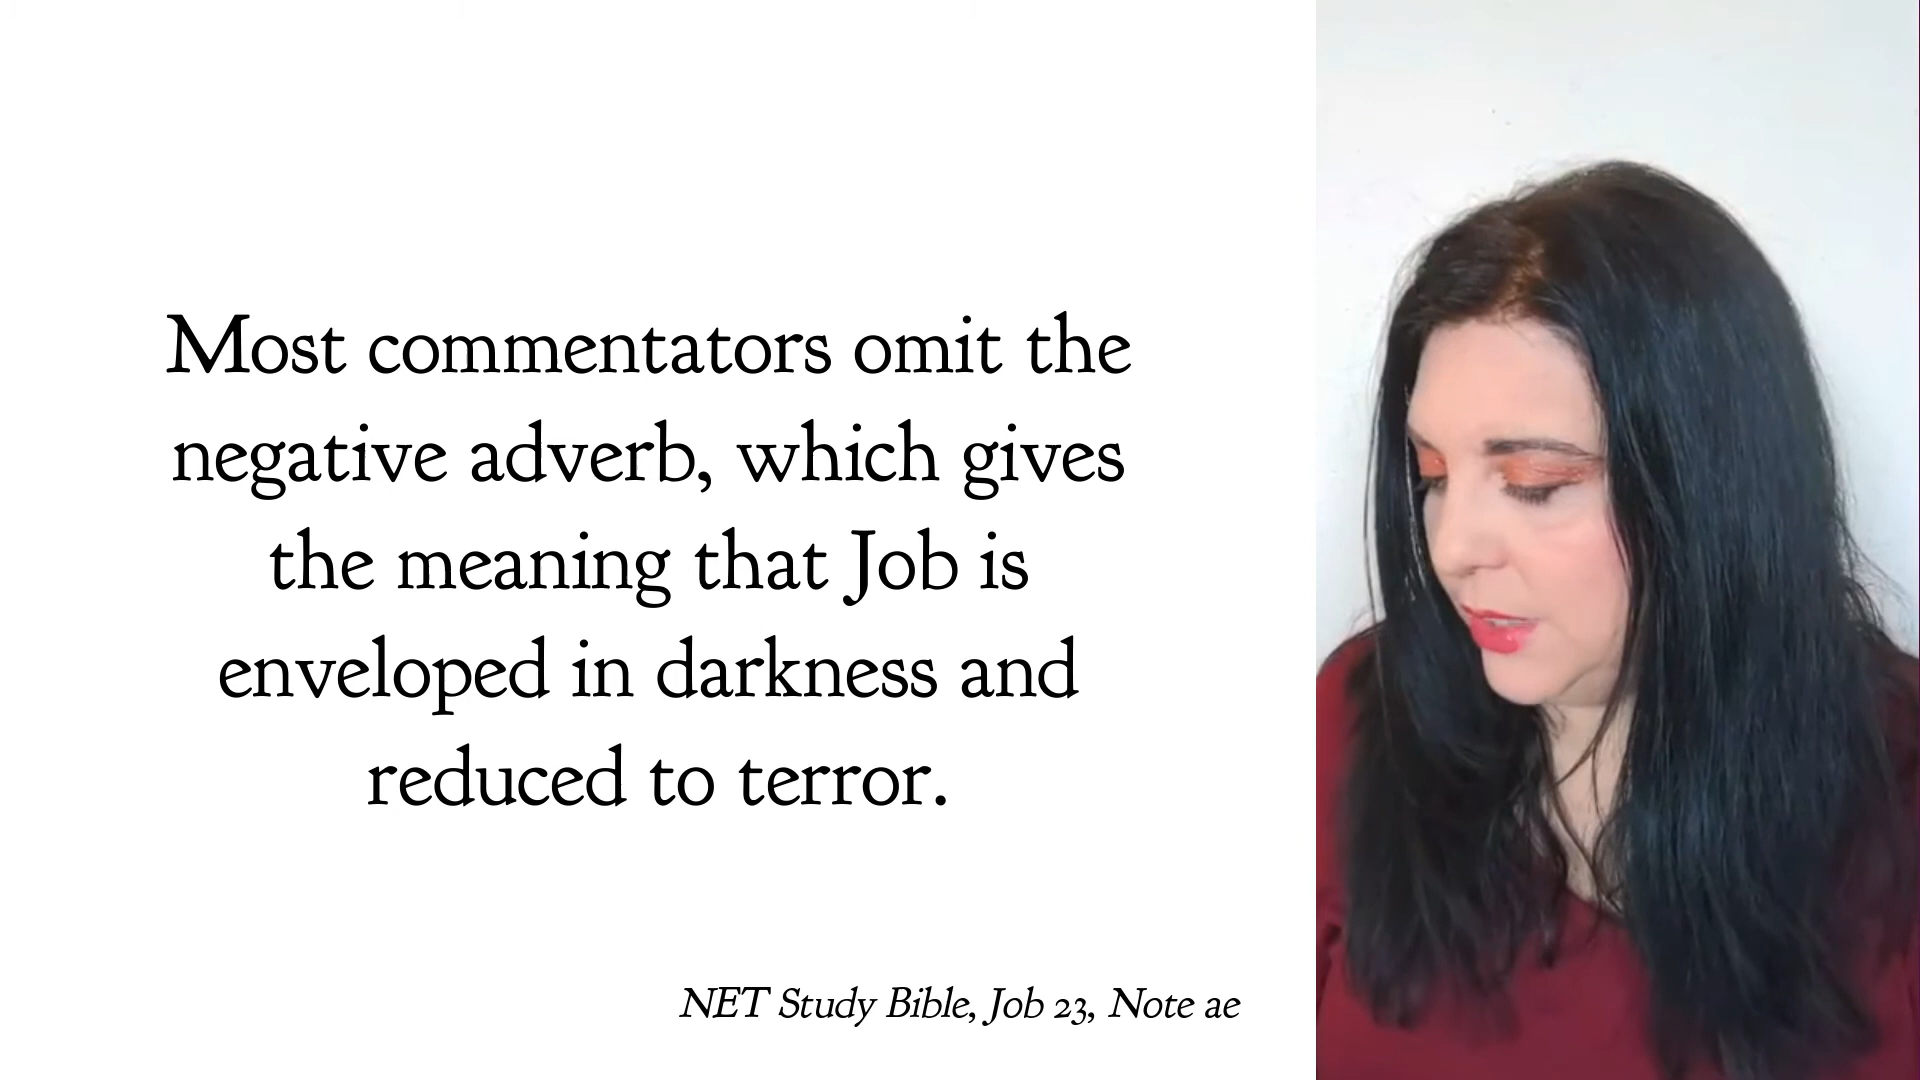 Most commentators omit the
negative adverb, which gives
the meaning that Job is
enveloped in darkness and
reduced to terror.
NET Study Bible, Job 23, Note ae